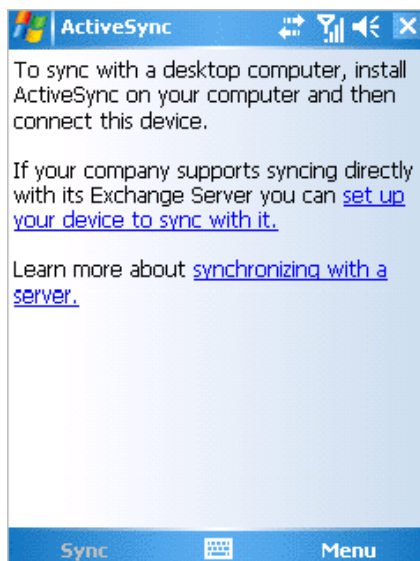 ActiveSync
To sync with a desktop computer, install
ActiveSync on your computer and then
connect this device.
If your company supports syncing directly
with its Exchange Server you can set up
your device to sync with it.
Learn more about synchronizing with a
server.
Sync Menu